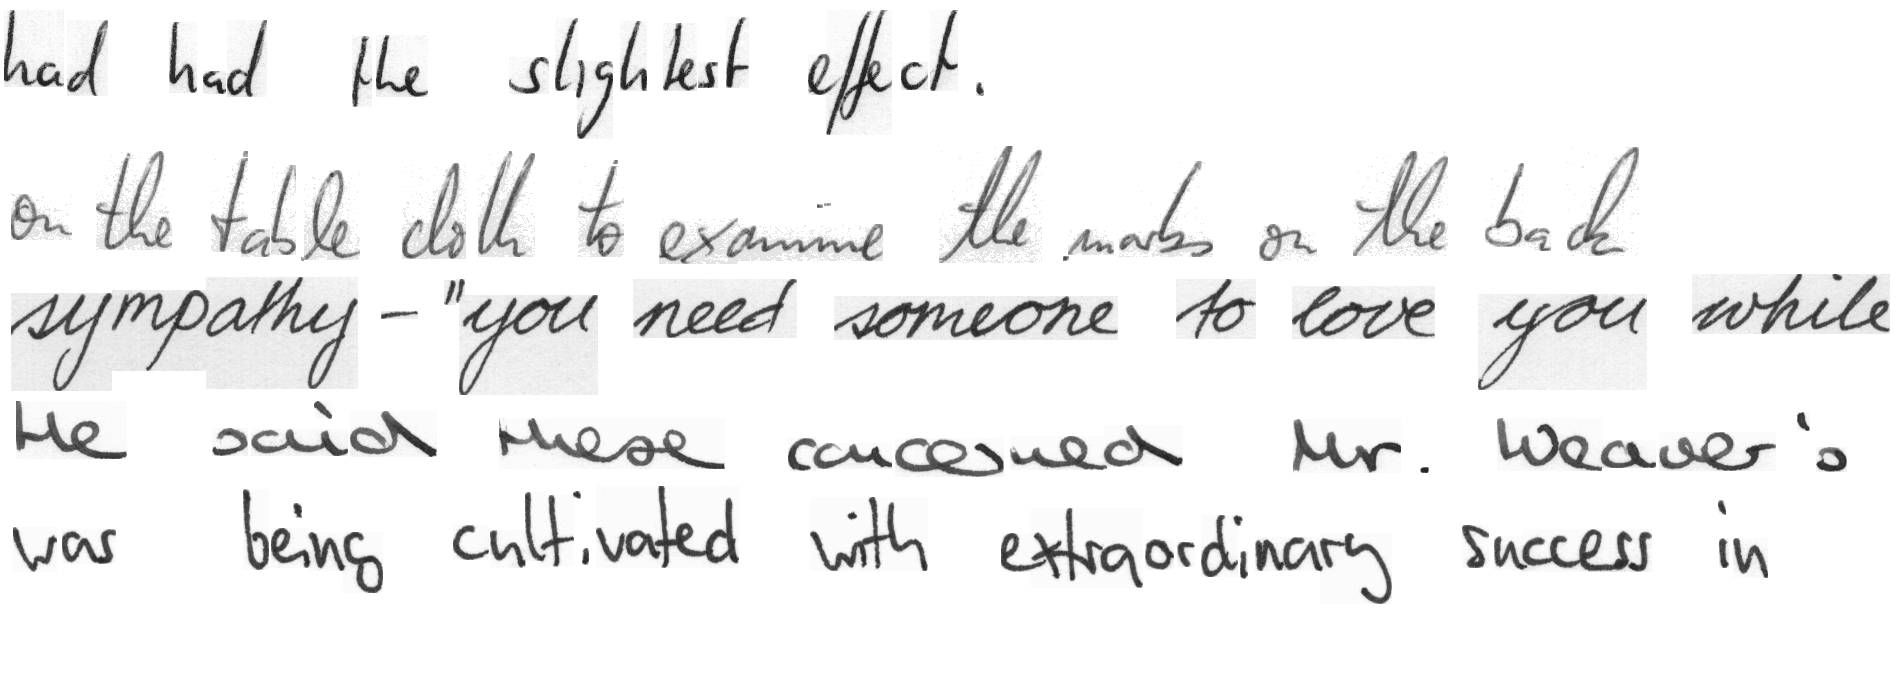 had had the slightest effect.
on the table cloth to examine the marks on the back
sympathy - "you need someone to love you while
He said these concerned Mr. Weaver's
was being cultivated with extraordinary success in